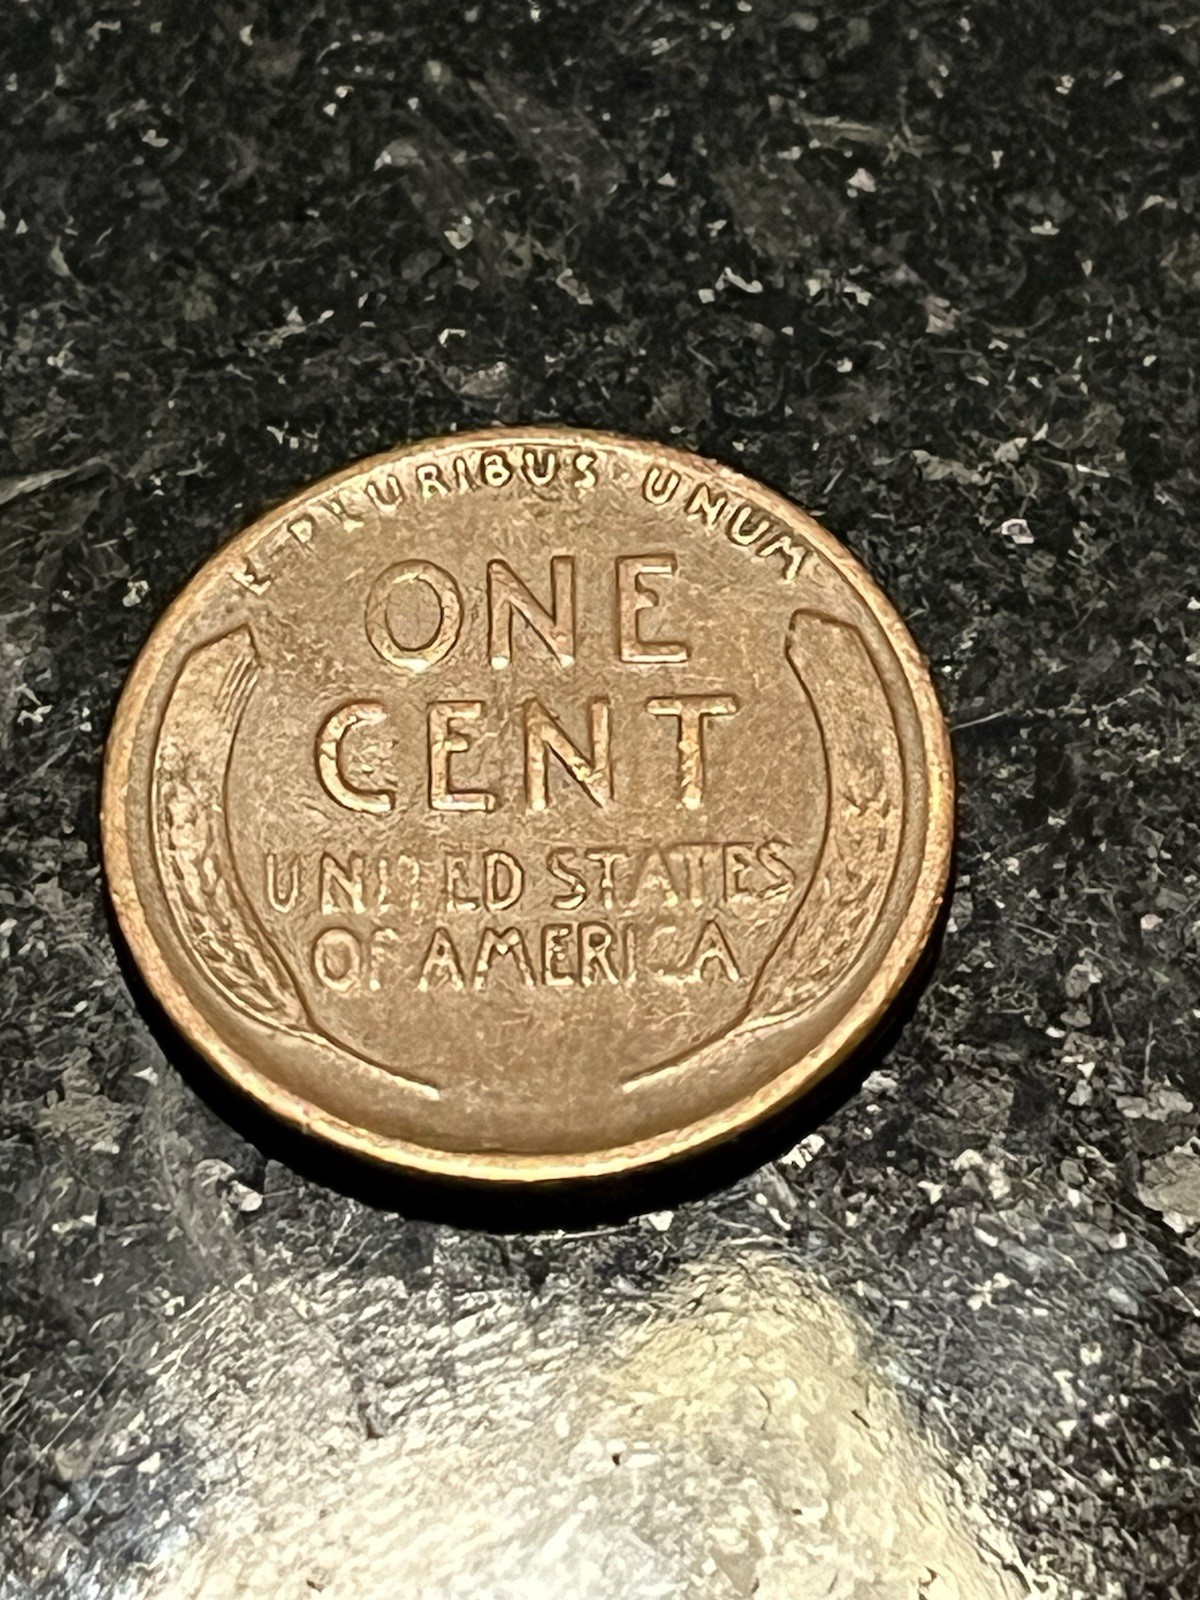 E · PLURIBUS · UNUM
ONE
CENT
UNITED STATES
OF AMERICA